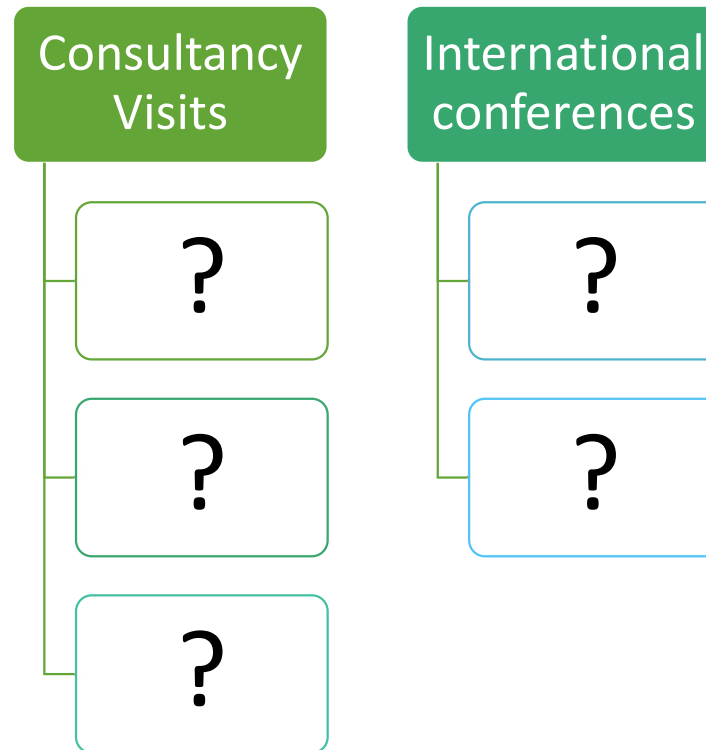 Consultancy
Visits
?
?
?
International
conferences
?
?